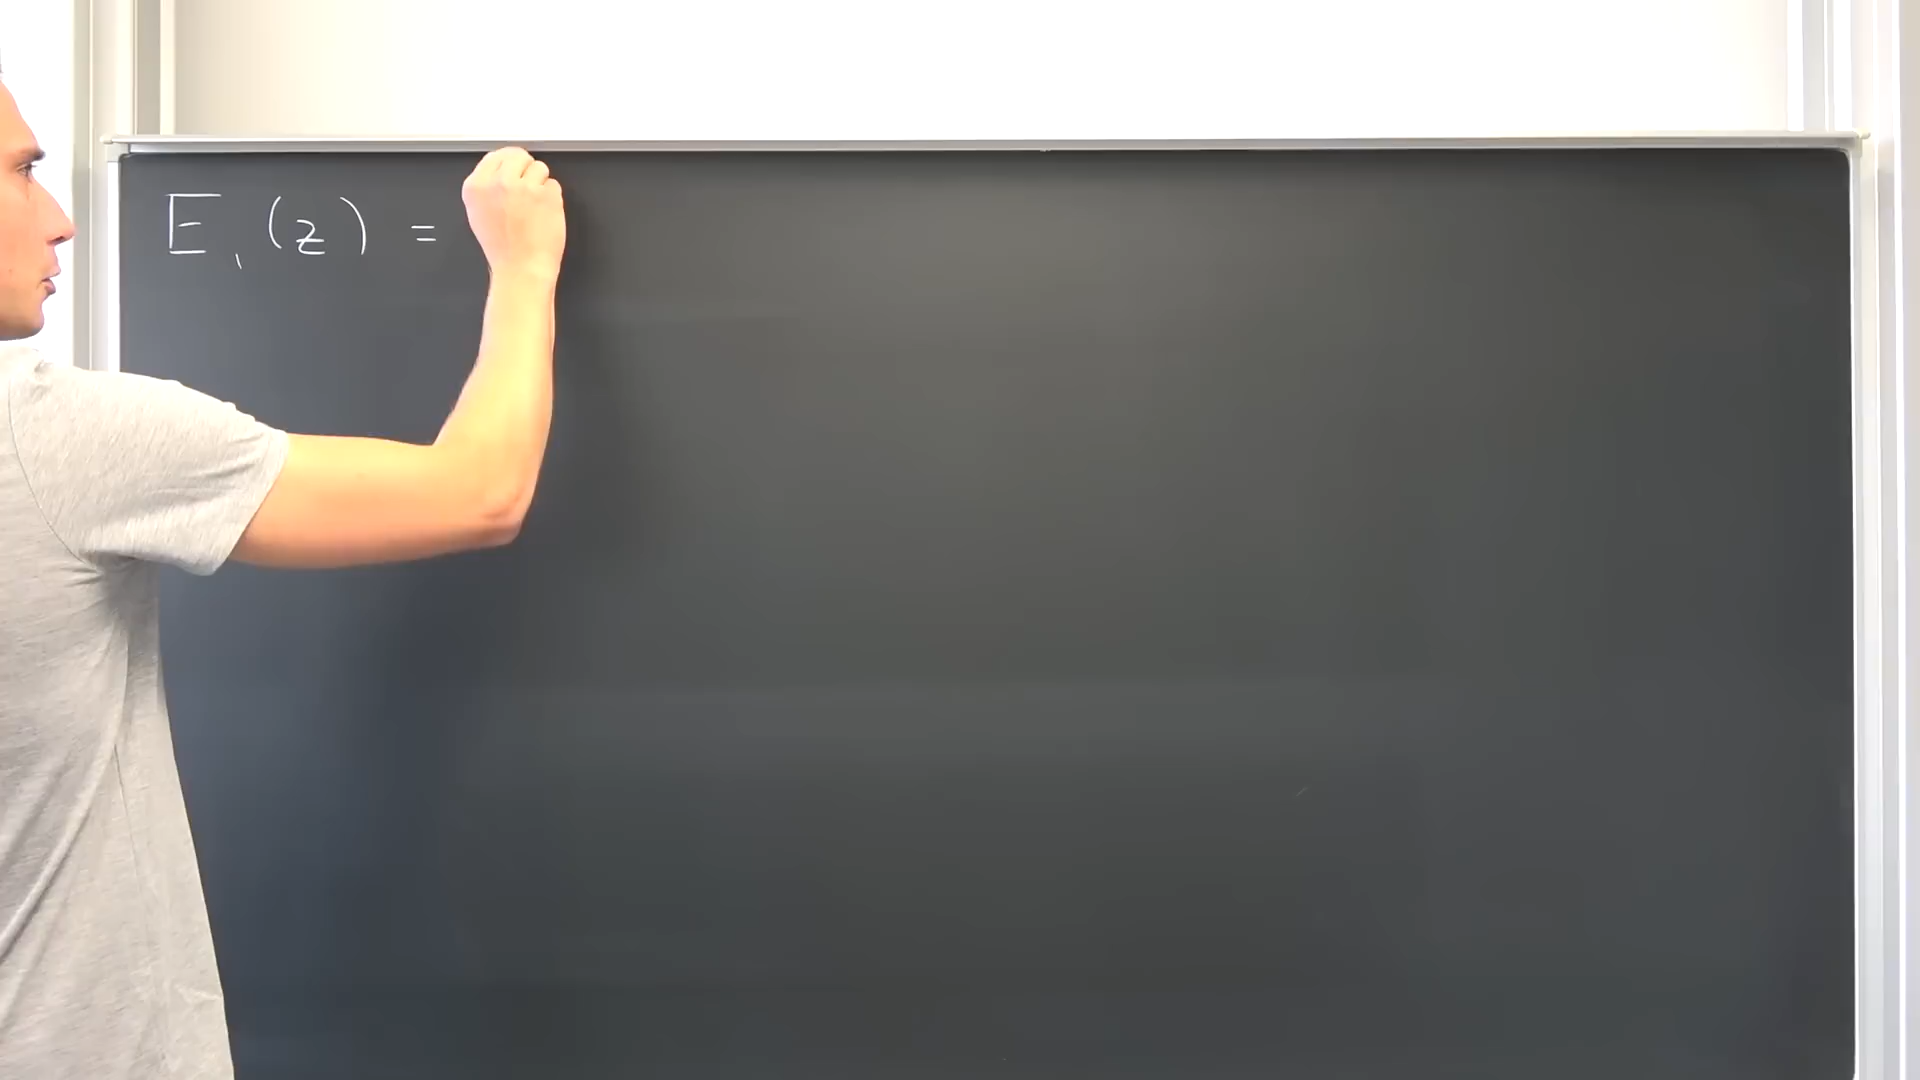 E₁(z) =